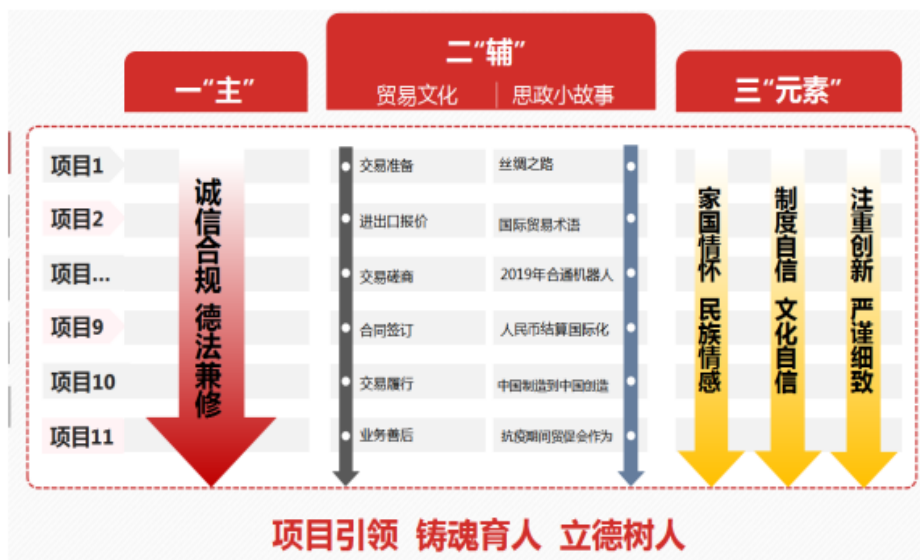 一“主”
二“辅”
贸易文化 思政小故事
三“元素”
项目1 交易准备 丝绸之路
项目2 进出口报价 国际贸易术语
项目... 交易磋商 2019年合通机器人
项目9 合同签订 人民币结算国际化
项目10 交易履行 中国制造到中国创造
项目11 业务善后 抗疫期间贸促会作为
诚信合规 德法兼修
家国情怀 民族情感
制度自信 文化自信
注重创新 严谨细致
项目引领 铸魂育人 立德树人